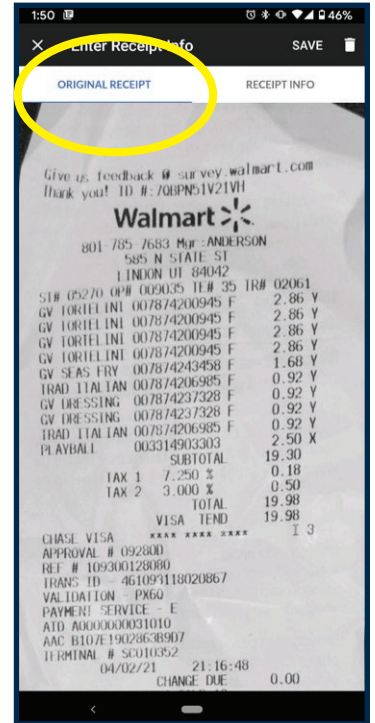 1:50 46%
× Enter Receipt Info SAVE
ORIGINAL RECEIPT RECEIPT INFO
Give us feedback @ survey.walmart.com
Thank you! ID #:7OBPN51V21VH
Walmart
801-785-7683 Mgr:ANDERSON
585 N STATE ST
LINDON UT 84042
ST# 05270 OP# 009035 TE# 35 TR# 02061
GV TORTELINI 007874200945 F 2.86 Y
GV TORTELINI 007874200945 F 2.86 Y
GV TORTELINI 007874200945 F 2.86 Y
GV TORTELINI 007874200945 F 2.86 Y
GV SEAS FRY 007874243458 F 1.68 Y
TRAD ITALIAN 007874206985 F 0.92 Y
GV DRESSING 007874237328 F 0.92 Y
GV DRESSING 007874237328 F 0.92 Y
TRAD ITALIAN 007874206985 F 0.92 Y
PLAYBALL 003314903303 2.50 X
SUBTOTAL 19.30
TAX 1 7.250 % 0.18
TAX 2 3.000 % 0.50
TOTAL 19.98
VISA TEND 19.98
CHASE VISA **** **** **** I 3
APPROVAL # 09280D
REF # 109300128080
TRANS ID - 461093118020867
VALIDATION - PX6Q
PAYMENT SERVICE - E
AID A0000000031010
AAC B107E1902863B9D7
TERMINAL # SC010352
04/02/21 21:16:48
CHANGE DUE 0.00